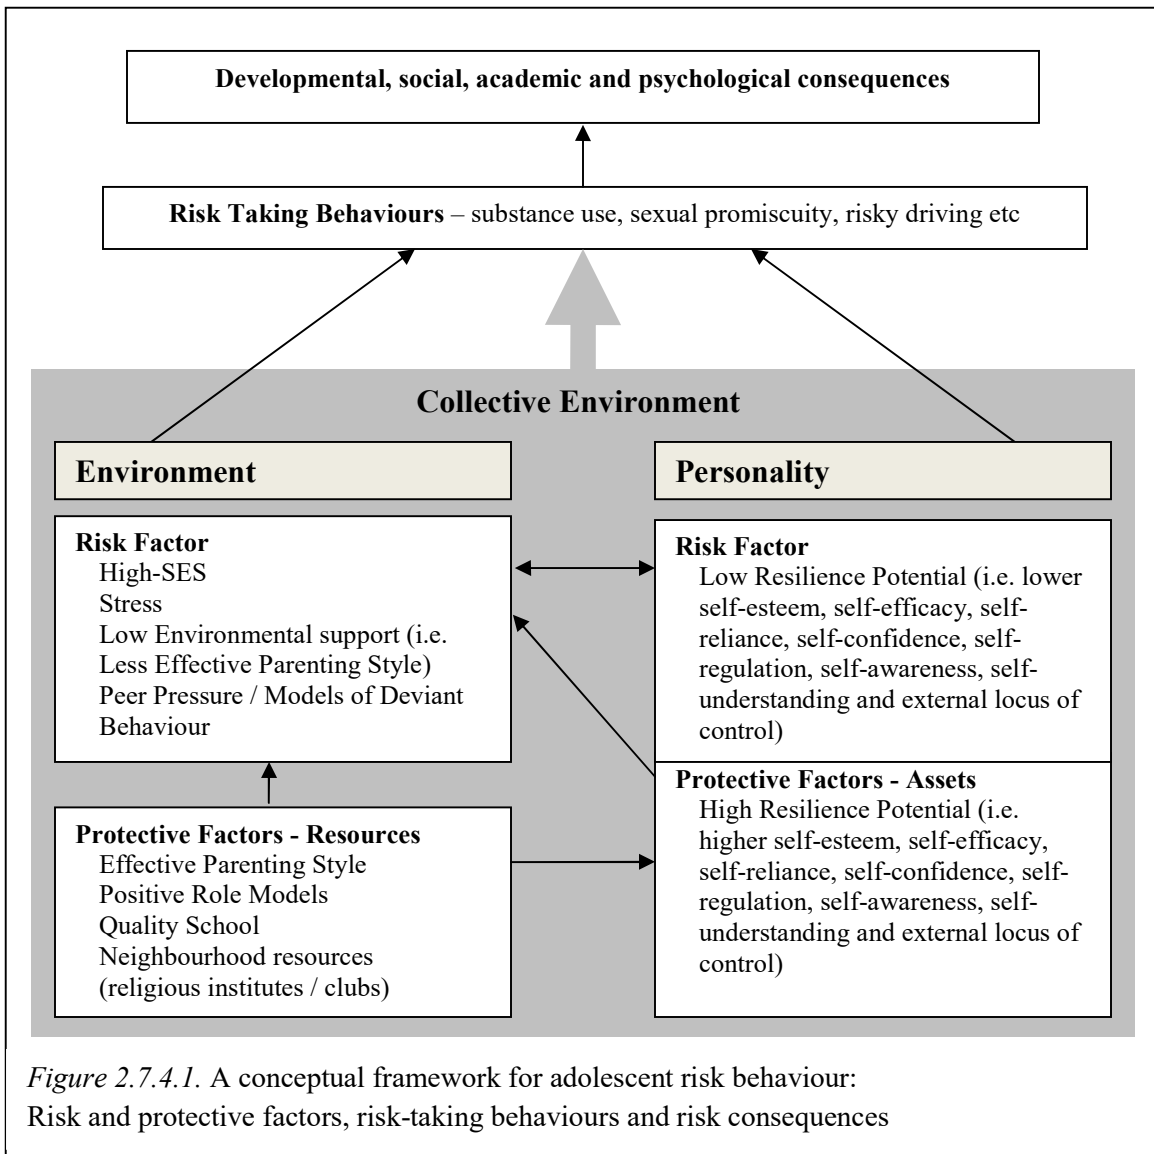 Developmental, social, academic and psychological consequences
Risk Taking Behaviours – substance use, sexual promiscuity, risky driving etc
Collective Environment
Environment
Risk Factor
High-SES
Stress
Low Environmental support (i.e.
Less Effective Parenting Style)
Peer Pressure / Models of Deviant
Behaviour
Protective Factors - Resources
Effective Parenting Style
Positive Role Models
Quality School
Neighbourhood resources
(religious institutes / clubs)
Personality
Risk Factor
Low Resilience Potential (i.e. lower
self-esteem, self-efficacy, self-
reliance, self-confidence, self-
regulation, self-awareness, self-
understanding and external locus of
control)
Protective Factors - Assets
High Resilience Potential (i.e.
higher self-esteem, self-efficacy,
self-reliance, self-confidence, self-
regulation, self-awareness, self-
understanding and external locus of
control)
Figure 2.7.4.1. A conceptual framework for adolescent risk behaviour:
Risk and protective factors, risk-taking behaviours and risk consequences